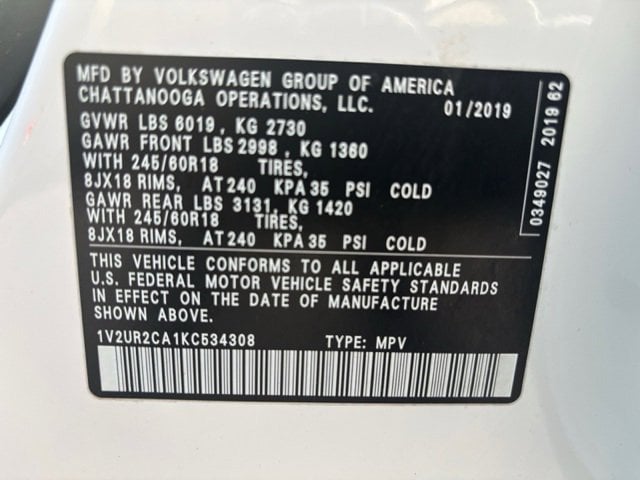 MFD BY VOLKSWAGEN GROUP OF AMERICA
CHATTANOOGA OPERATIONS, LLC. 01/2019
GVWR LBS 6019, KG 2730
GAWR FRONT LBS 2998, KG 1360
WITH 245/60R18 TIRES,
8JX18 RIMS, AT 240 KPA 35 PSI COLD
GAWR REAR LBS 3131, KG 1420
WITH 245/60R18 TIRES,
8JX18 RIMS, AT 240 KPA 35 PSI COLD
THIS VEHICLE CONFORMS TO ALL APPLICABLE
U.S. FEDERAL MOTOR VEHICLE SAFETY STANDARDS
IN EFFECT ON THE DATE OF MANUFACTURE
SHOWN ABOVE.
1V2UR2CA1KC534308 TYPE: MPV
0349027 2019 62